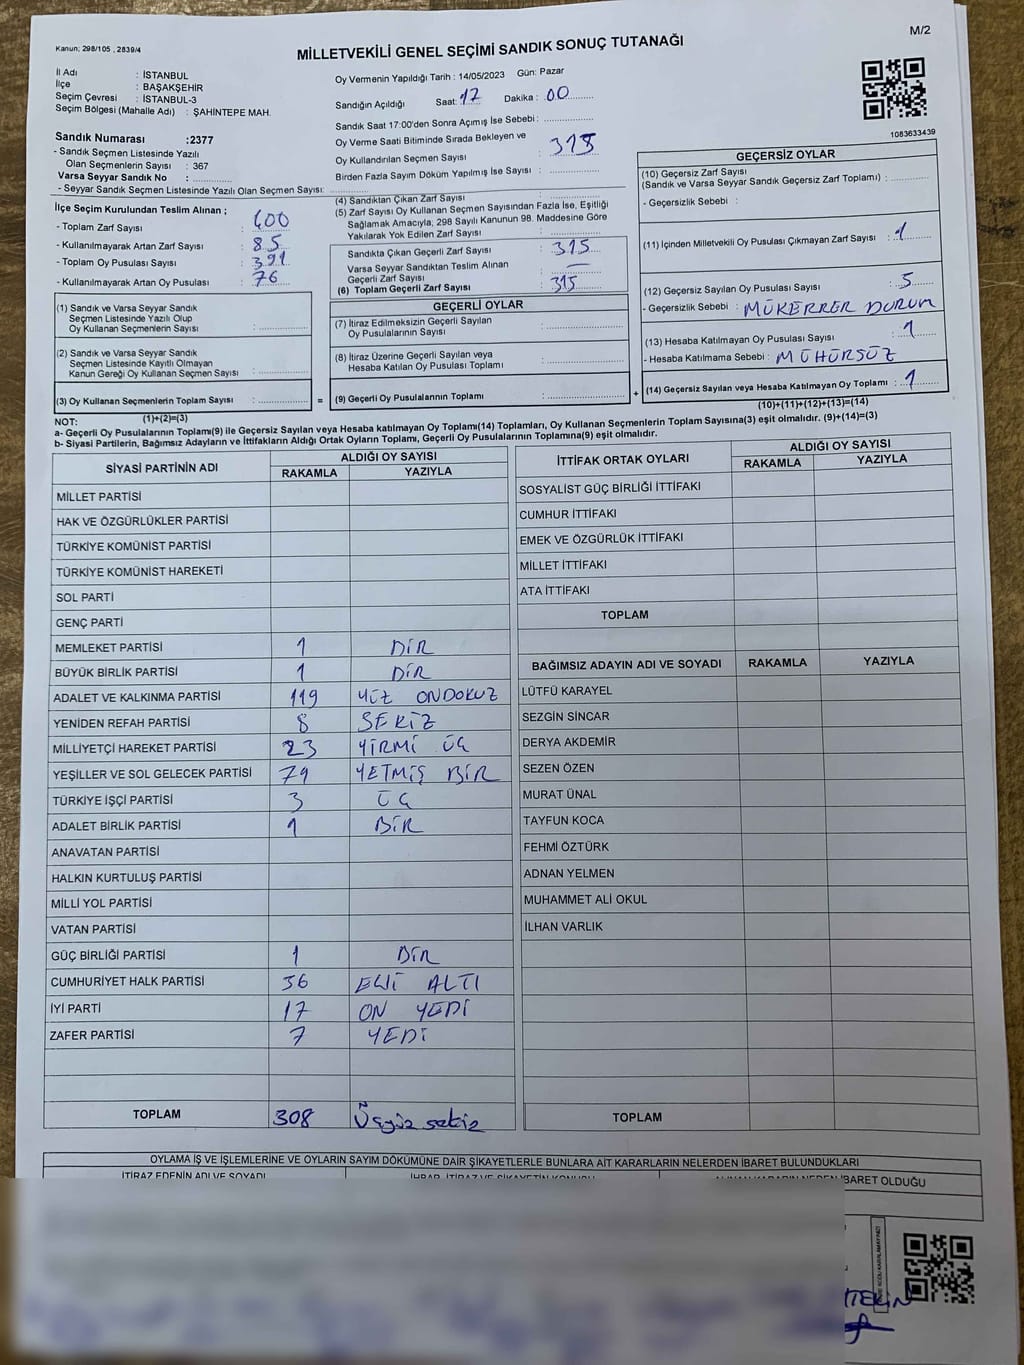 Kanun; 298/105 , 2839/4
MİLLETVEKİLİ GENEL SEÇİMİ SANDIK SONUÇ TUTANAĞI
M/2
İl Adı : İSTANBUL
İlçe : BAŞAKŞEHİR
Seçim Çevresi : İSTANBUL-3
Seçim Bölgesi (Mahalle Adı) : ŞAHİNTEPE MAH.
Oy Vermenin Yapıldığı Tarih : 14/05/2023 Gün: Pazar
Sandığın Açıldığı Saat: 17 Dakika : 00
Sandık Saat 17:00'den Sonra Açımış İse Sebebi :
Sandık Numarası :2377
- Sandık Seçmen Listesinde Yazılı
Olan Seçmenlerin Sayısı : 367
Varsa Seyyar Sandık No :
- Seyyar Sandık Seçmen Listesinde Yazılı Olan Seçmen Sayısı:
Oy Verme Saati Bitiminde Sırada Bekleyen ve
Oy Kullandırılan Seçmen Sayısı :
Birden Fazla Sayım Döküm Yapılmış İse Sayısı :
1083633439
İlçe Seçim Kurulundan Teslim Alınan ;
- Toplam Zarf Sayısı : 400
- Kullanılmayarak Artan Zarf Sayısı : 85
- Toplam Oy Pusulası Sayısı : 391
- Kullanılmayarak Artan Oy Pusulası : 76
(4) Sandıktan Çıkan Zarf Sayısı :
(5) Zarf Sayısı Oy Kullanan Seçmen Sayısından Fazla İse, Eşitliği
Sağlamak Amacıyla; 298 Sayılı Kanunun 98. Maddesine Göre
Yakılarak Yok Edilen Zarf Sayısı :
Sandıkta Çıkan Geçerli Zarf Sayısı : 315
Varsa Seyyar Sandıktan Teslim Alınan
Geçerli Zarf Sayısı : —
(6) Toplam Geçerli Zarf Sayısı : 315
GEÇERSİZ OYLAR
(10) Geçersiz Zarf Sayısı
(Sandık ve Varsa Seyyar Sandık Geçersiz Zarf Toplamı) :
- Geçersizlik Sebebi :
(11) İçinden Milletvekili Oy Pusulası Çıkmayan Zarf Sayısı : 1
(12) Geçersiz Sayılan Oy Pusulası Sayısı : 5
- Geçersizlik Sebebi : MÜKERRER DURUM
(13) Hesaba Katılmayan Oy Pusulası Sayısı : 1
- Hesaba Katılmama Sebebi : MÜHÜRSÜZ
(14) Geçersiz Sayılan veya Hesaba Katılmayan Oy Toplamı : 1
(10)+(11)+(12)+(13)=(14)
(1) Sandık ve Varsa Seyyar Sandık
Seçmen Listesinde Yazılı Olup
Oy Kullanan Seçmenlerin Sayısı :
(2) Sandık ve Varsa Seyyar Sandık
Seçmen Listesinde Kayıtlı Olmayan
Kanun Gereği Oy Kullanan Seçmen Sayısı :
(3) Oy Kullanan Seçmenlerin Toplam Sayısı : =
(1)+(2)=(3)
GEÇERLİ OYLAR
(7) İtiraz Edilmeksizin Geçerli Sayılan
Oy Pusulalarının Sayısı :
(8) İtiraz Üzerine Geçerli Sayılan veya
Hesaba Katılan Oy Pusulası Toplamı :
(9) Geçerli Oy Pusulalarının Toplamı : +
NOT:
a- Geçerli Oy Pusulalarının Toplamı(9) ile Geçersiz Sayılan veya Hesaba katılmayan Oy Toplamı(14) Toplamları, Oy Kullanan Seçmenlerin Toplam Sayısına(3) eşit olmalıdır. (9)+(14)=(3)
b- Siyasi Partilerin, Bağımsız Adayların ve İttifakların Aldığı Ortak Oyların Toplamı, Geçerli Oy Pusulalarının Toplamına(9) eşit olmalıdır.
SİYASİ PARTİNİN ADI ALDIĞI OY SAYISI
RAKAMLA YAZIYLA
MİLLET PARTİSİ
HAK VE ÖZGÜRLÜKLER PARTİSİ
TÜRKİYE KOMÜNİST PARTİSİ
TÜRKİYE KOMÜNİST HAREKETİ
SOL PARTİ
GENÇ PARTİ
MEMLEKET PARTİSİ 1 BİR
BÜYÜK BİRLİK PARTİSİ 1 BİR
ADALET VE KALKINMA PARTİSİ 119 YÜZ ONDOKUZ
YENİDEN REFAH PARTİSİ 8 SEKİZ
MİLLİYETÇİ HAREKET PARTİSİ 23 YİRMİ ÜÇ
YEŞİLLER VE SOL GELECEK PARTİSİ 71 YETMİŞ BİR
TÜRKİYE İŞÇİ PARTİSİ 3 ÜÇ
ADALET BİRLİK PARTİSİ 1 BİR
ANAVATAN PARTİSİ
HALKIN KURTULUŞ PARTİSİ
MİLLİ YOL PARTİSİ
VATAN PARTİSİ
GÜÇ BİRLİĞİ PARTİSİ 1 BİR
CUMHURİYET HALK PARTİSİ 56 ELLİ ALTI
İYİ PARTİ 17 ON YEDİ
ZAFER PARTİSİ 7 YEDİ
TOPLAM 308 Üçyüz sekiz
İTTİFAK ORTAK OYLARI ALDIĞI OY SAYISI
RAKAMLA YAZIYLA
SOSYALİST GÜÇ BİRLİĞİ İTTİFAKI
CUMHUR İTTİFAKI
EMEK VE ÖZGÜRLÜK İTTİFAKI
MİLLET İTTİFAKI
ATA İTTİFAKI
TOPLAM
BAĞIMSIZ ADAYIN ADI VE SOYADI RAKAMLA YAZIYLA
LÜTFÜ KARAYEL
SEZGİN SİNCAR
DERYA AKDEMİR
SEZEN ÖZEN
MURAT ÜNAL
TAYFUN KOCA
FEHMİ ÖZTÜRK
ADNAN YELMEN
MUHAMMET ALİ OKUL
İLHAN VARLIK
TOPLAM
OYLAMA İŞ VE İŞLEMLERİNE VE OYLARIN SAYIM DÖKÜMÜNE DAİR ŞİKAYETLERLE BUNLARA AİT KARARLARIN NELERDEN İBARET BULUNDUKLARI
İTİRAZ EDENİN ADI VE SOYADI